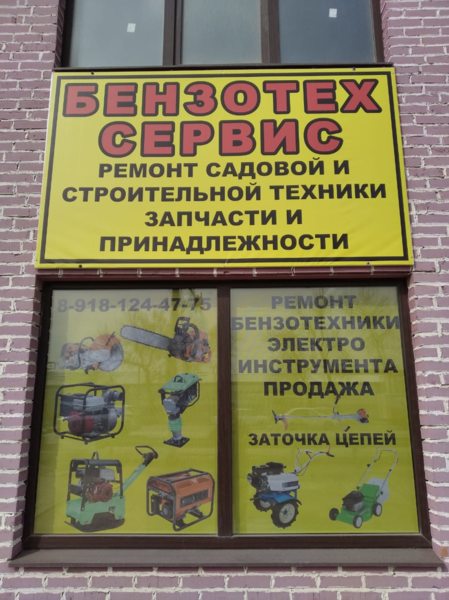 БЕНЗОТЕХ
СЕРВИС
РЕМОНТ САДОВОЙ И
СТРОИТЕЛЬНОЙ ТЕХНИКИ
ЗАПЧАСТИ И
ПРИНАДЛЕЖНОСТИ
8-918-124-47-75
РЕМОНТ
БЕНЗОТЕХНИКИ
ЭЛЕКТРО
ИНСТРУМЕНТА
ПРОДАЖА
ЗАТОЧКА ЦЕПЕЙ